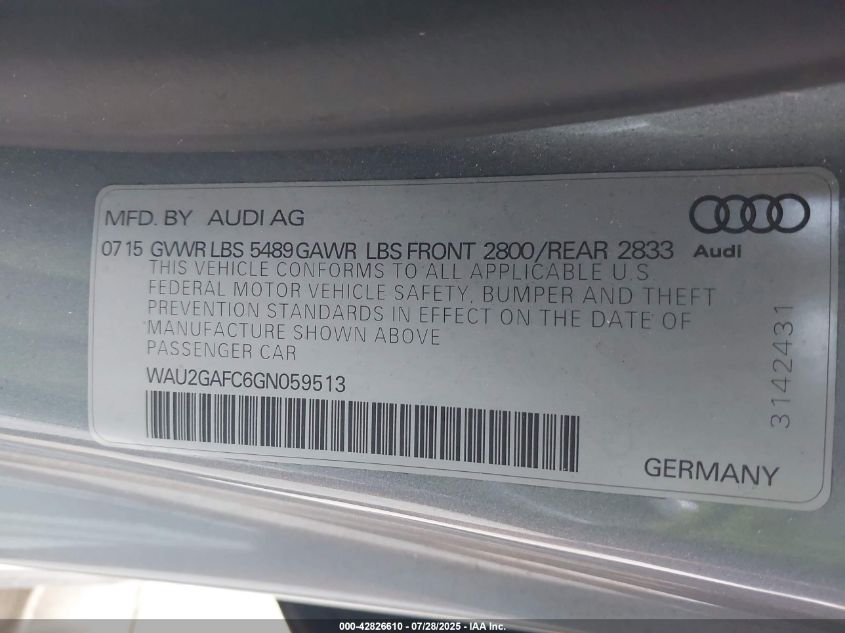 MFD. BY AUDI AG
07 15 GVWR LBS 5489 GAWR LBS FRONT 2800/REAR 2833
Audi
THIS VEHICLE CONFORMS TO ALL APPLICABLE U.S.
FEDERAL MOTOR VEHICLE SAFETY, BUMPER AND THEFT
PREVENTION STANDARDS IN EFFECT ON THE DATE OF
MANUFACTURE SHOWN ABOVE
PASSENGER CAR
WAU2GAFC6GN059513
3142431
GERMANY
000-42826610 - 07/28/2025 - IAA Inc.